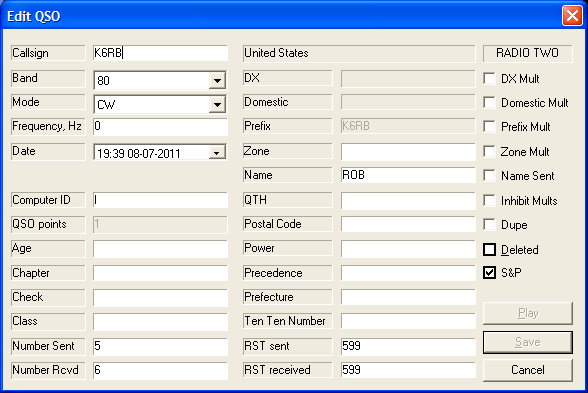 Edit QSO
Callsign K6RB United States RADIO TWO
Band 80 DX DX Mult
Mode CW Domestic Domestic Mult
Frequency, Hz 0 Prefix K6RB Prefix Mult
Date 19:39 08-07-2011 Zone Zone Mult
Name ROB Name Sent
Computer ID I QTH Inhibit Mults
QSO points 1 Postal Code Dupe
Age Power Deleted
Chapter Precedence S&P
Check Prefecture
Class Ten Ten Number Play
Number Sent 5 RST sent 599 Save
Number Rcvd 6 RST received 599 Cancel